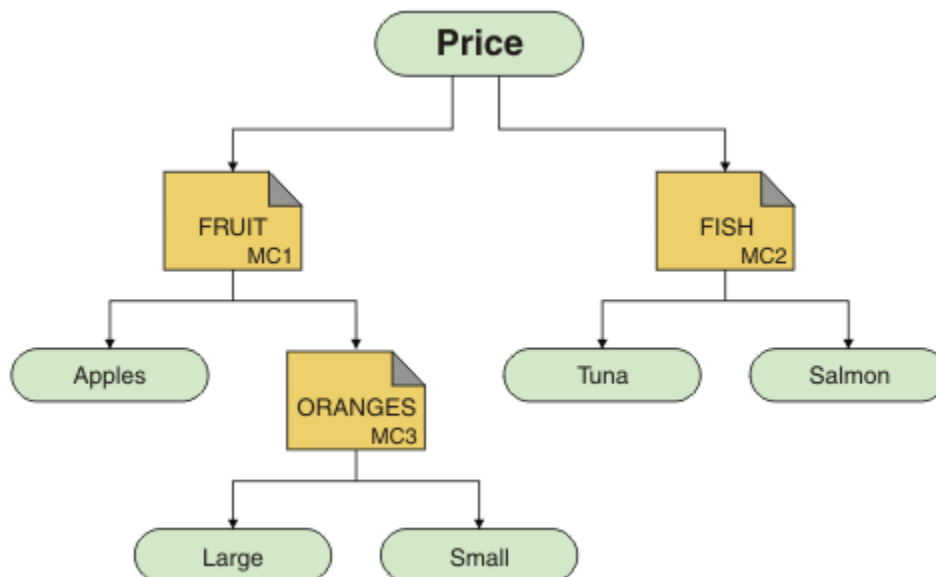 Price
FRUIT
MC1
FISH
MC2
Apples
Tuna
Salmon
ORANGES
MC3
Large
Small